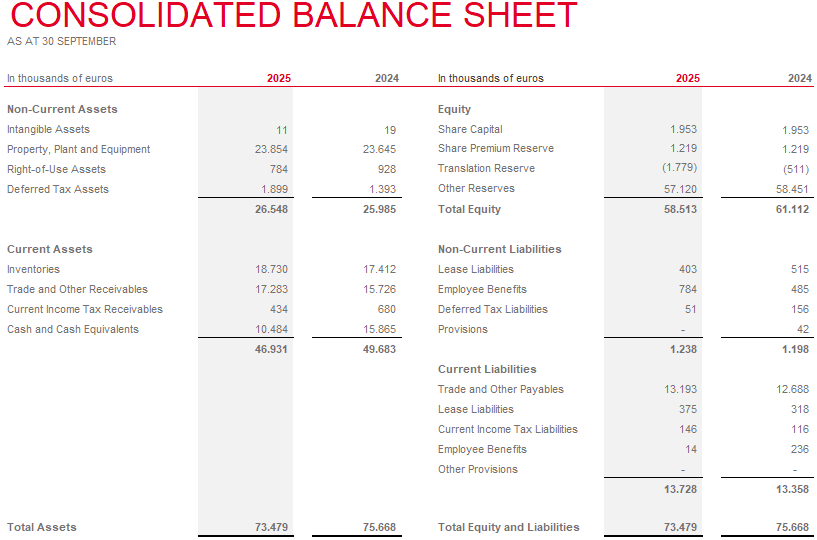 CONSOLIDATED BALANCE SHEET
AS AT 30 SEPTEMBER
In thousands of euros 2025 2024
Non-Current Assets
Intangible Assets 11 19
Property, Plant and Equipment 23.854 23.645
Right-of-Use Assets 784 928
Deferred Tax Assets 1.899 1.393
26.548 25.985
Current Assets
Inventories 18.730 17.412
Trade and Other Receivables 17.283 15.726
Current Income Tax Receivables 434 680
Cash and Cash Equivalents 10.484 15.865
46.931 49.683
Total Assets 73.479 75.668
In thousands of euros 2025 2024
Equity
Share Capital 1.953 1.953
Share Premium Reserve 1.219 1.219
Translation Reserve (1.779) (511)
Other Reserves 57.120 58.451
Total Equity 58.513 61.112
Non-Current Liabilities
Lease Liabilities 403 515
Employee Benefits 784 485
Deferred Tax Liabilities 51 156
Provisions - 42
1.238 1.198
Current Liabilities
Trade and Other Payables 13.193 12.688
Lease Liabilities 375 318
Current Income Tax Liabilities 146 116
Employee Benefits 14 236
Other Provisions - -
13.728 13.358
Total Equity and Liabilities 73.479 75.668